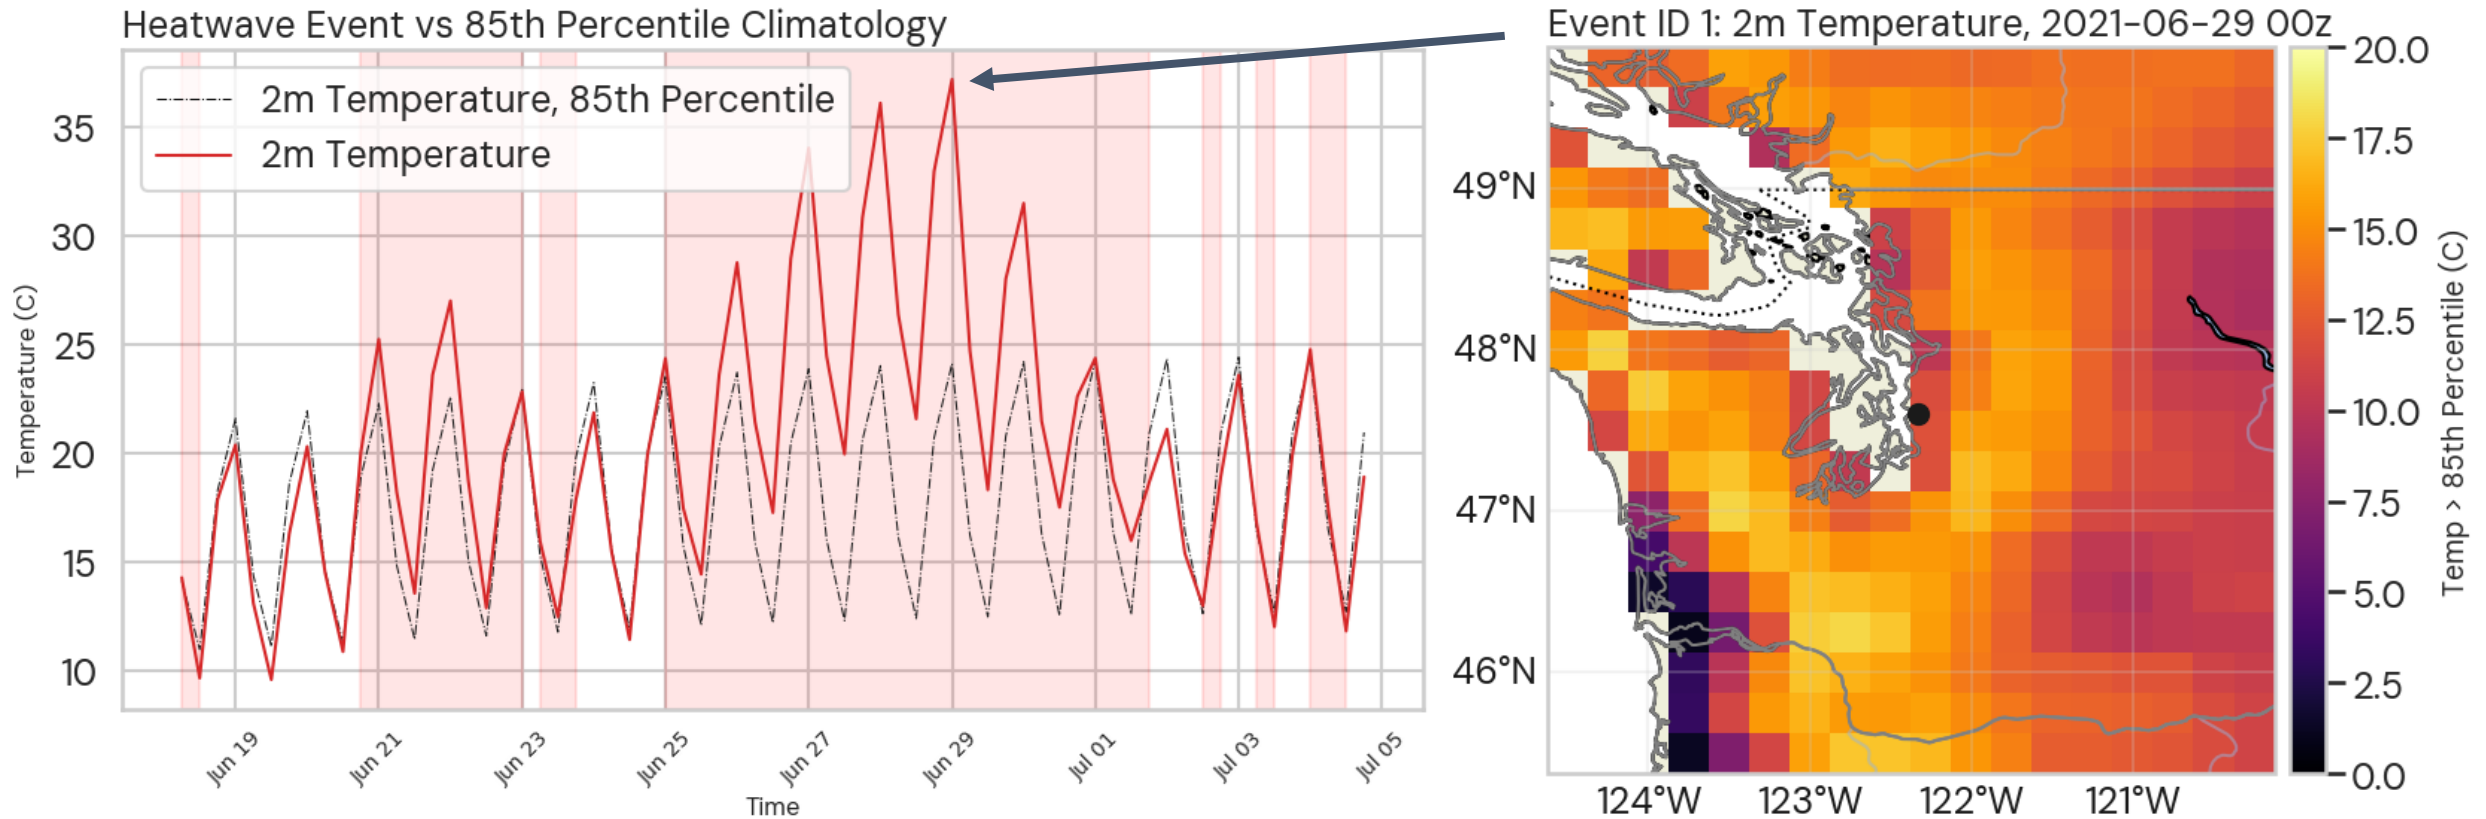 Heatwave Event vs 85th Percentile Climatology
2m Temperature, 85th Percentile
2m Temperature
35
30
25
20
15
10
Temperature (C)
Jun 19
Jun 21
Jun 23
Jun 25
Jun 27
Jun 29
Jul 01
Jul 03
Jul 05
Time
Event ID 1: 2m Temperature, 2021-06-29 00z
49°N
48°N
47°N
46°N
124°W
123°W
122°W
121°W
20.0
17.5
15.0
12.5
10.0
7.5
5.0
2.5
0.0
Temp > 85th Percentile (C)